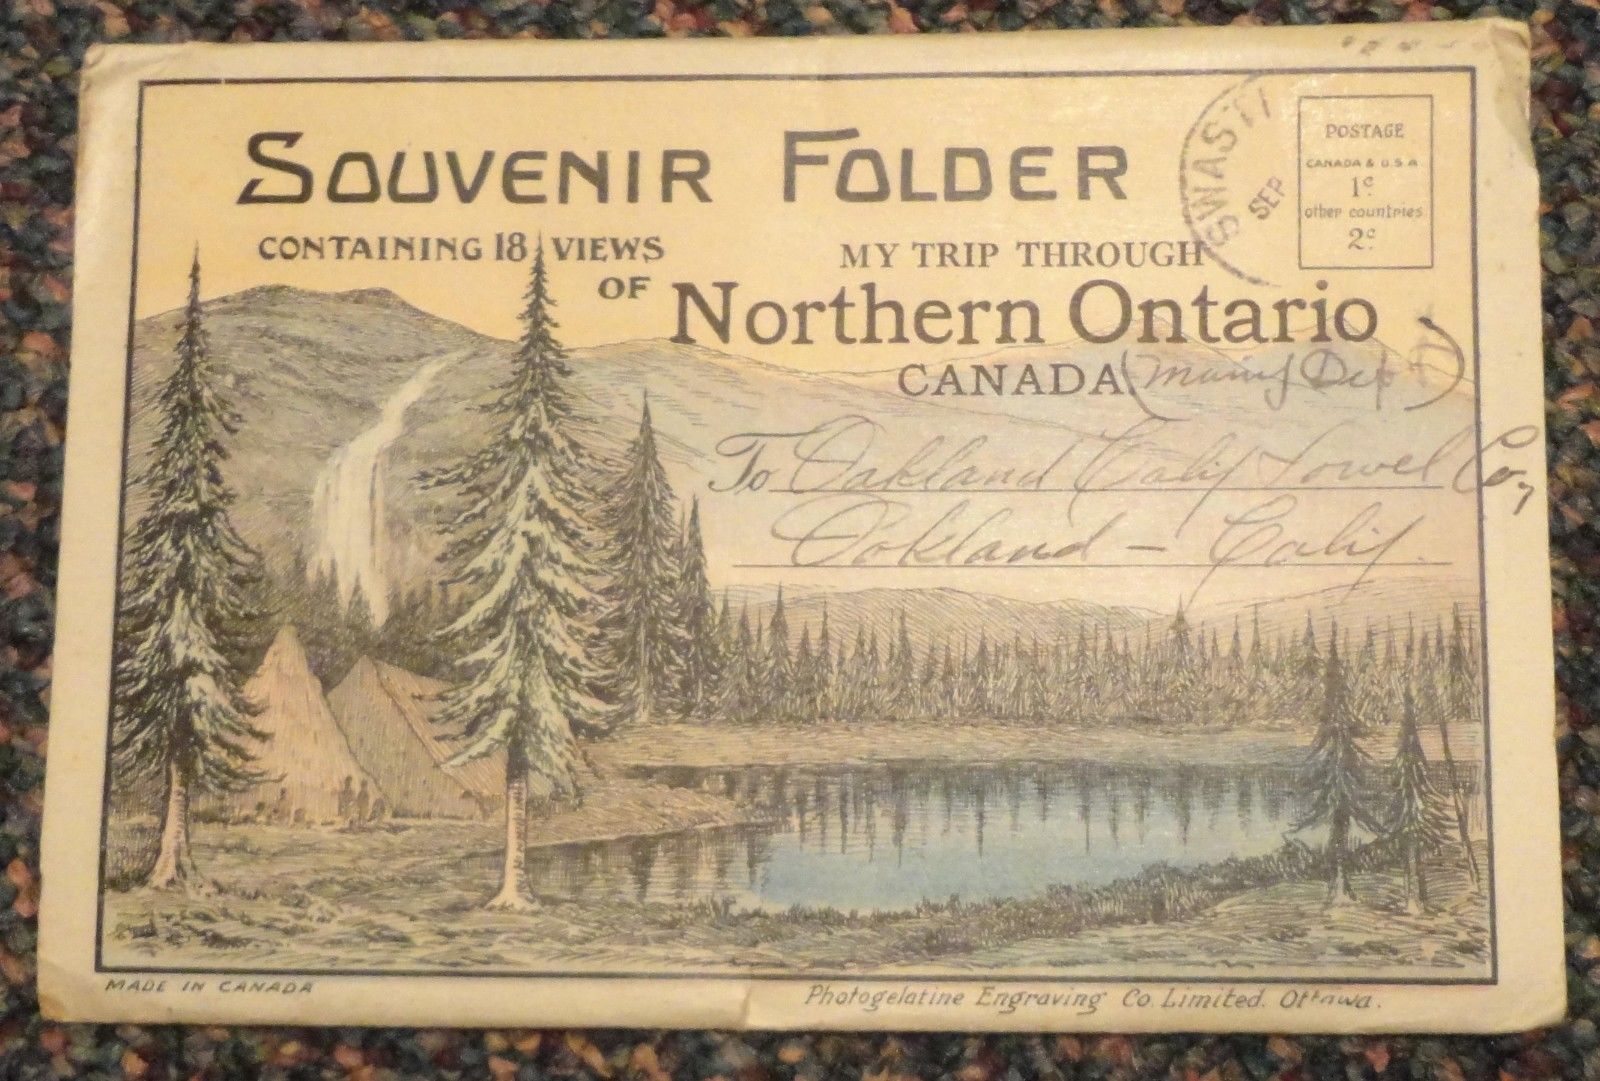 SOUVENIR FOLDER
CONTAINING 18 VIEWS
OF
MY TRIP THROUGH
Northern Ontario
CANADA.
SWASTI
SEP
POSTAGE
CANADA & U.S.A
1c
other countries
2c
To Oakland Calif Towel Co,
Oakland - Calif.
MADE IN CANADA
Photogelatine Engraving Co. Limited. Ottawa.